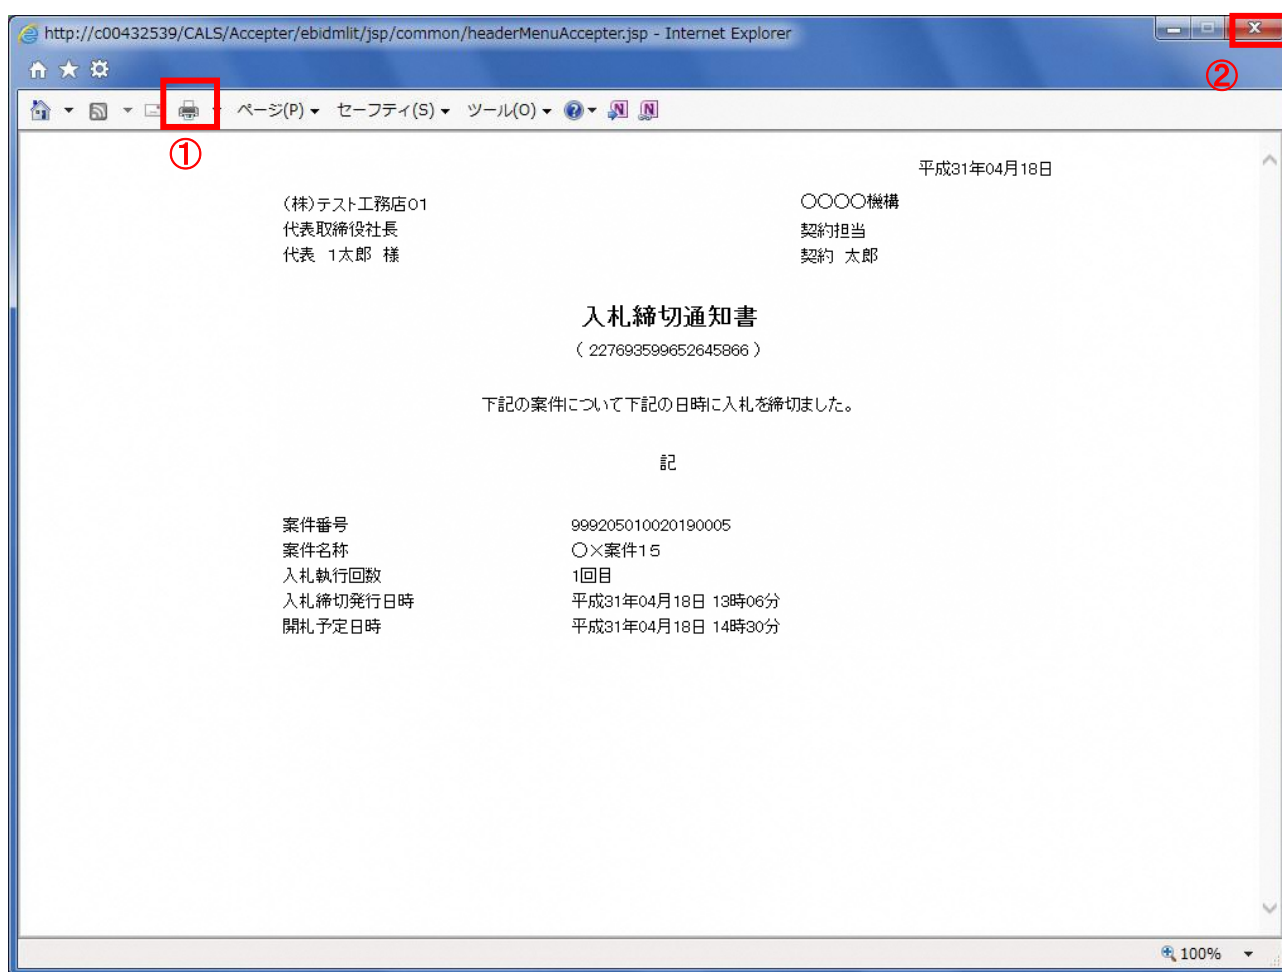 http://c00432539/CALS/Accepter/ebidmlit/jsp/common/headerMenuAccepter.jsp - Internet Explorer
②
ページ(P) セーフティ(S) ツール(O)
①
平成31年04月18日
(株)テスト工務店01 〇〇〇〇機構
代表取締役社長 契約担当
代表 1太郎 様 契約 太郎
入札締切通知書
( 227693599652645866 )
下記の案件について下記の日時に入札を締切ました。
記
案件番号 999205010020190005
案件名称 〇×案件15
入札執行回数 1回目
入札締切発行日時 平成31年04月18日 13時06分
開札予定日時 平成31年04月18日 14時30分
100%